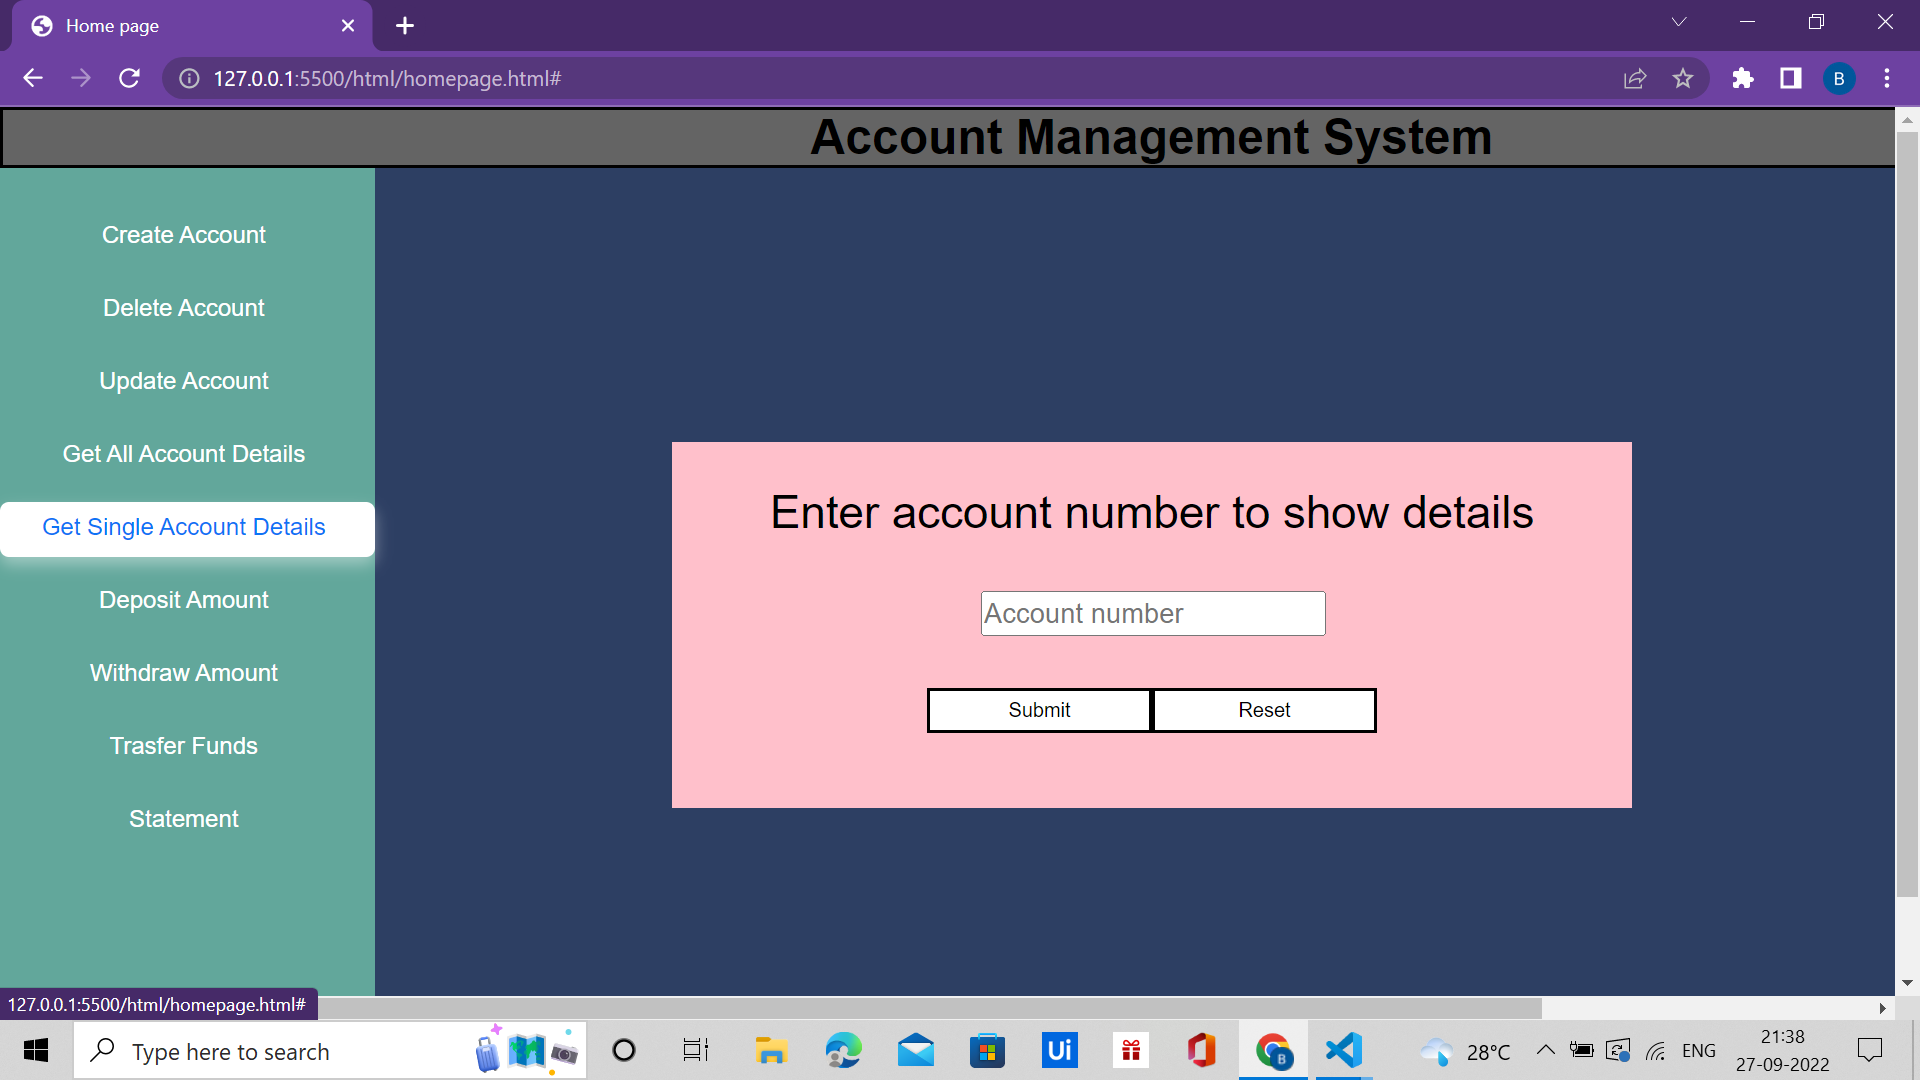 Home page
127.0.0.1:5500/html/homepage.html#
B
Account Management System
Create Account
Delete Account
Update Account
Get All Account Details
Get Single Account Details
Deposit Amount
Withdraw Amount
Trasfer Funds
Statement
Enter account number to show details
Account number
Submit Reset
127.0.0.1:5500/html/homepage.html#
Type here to search
Ui
B
28°C
ENG
21:38
27-09-2022